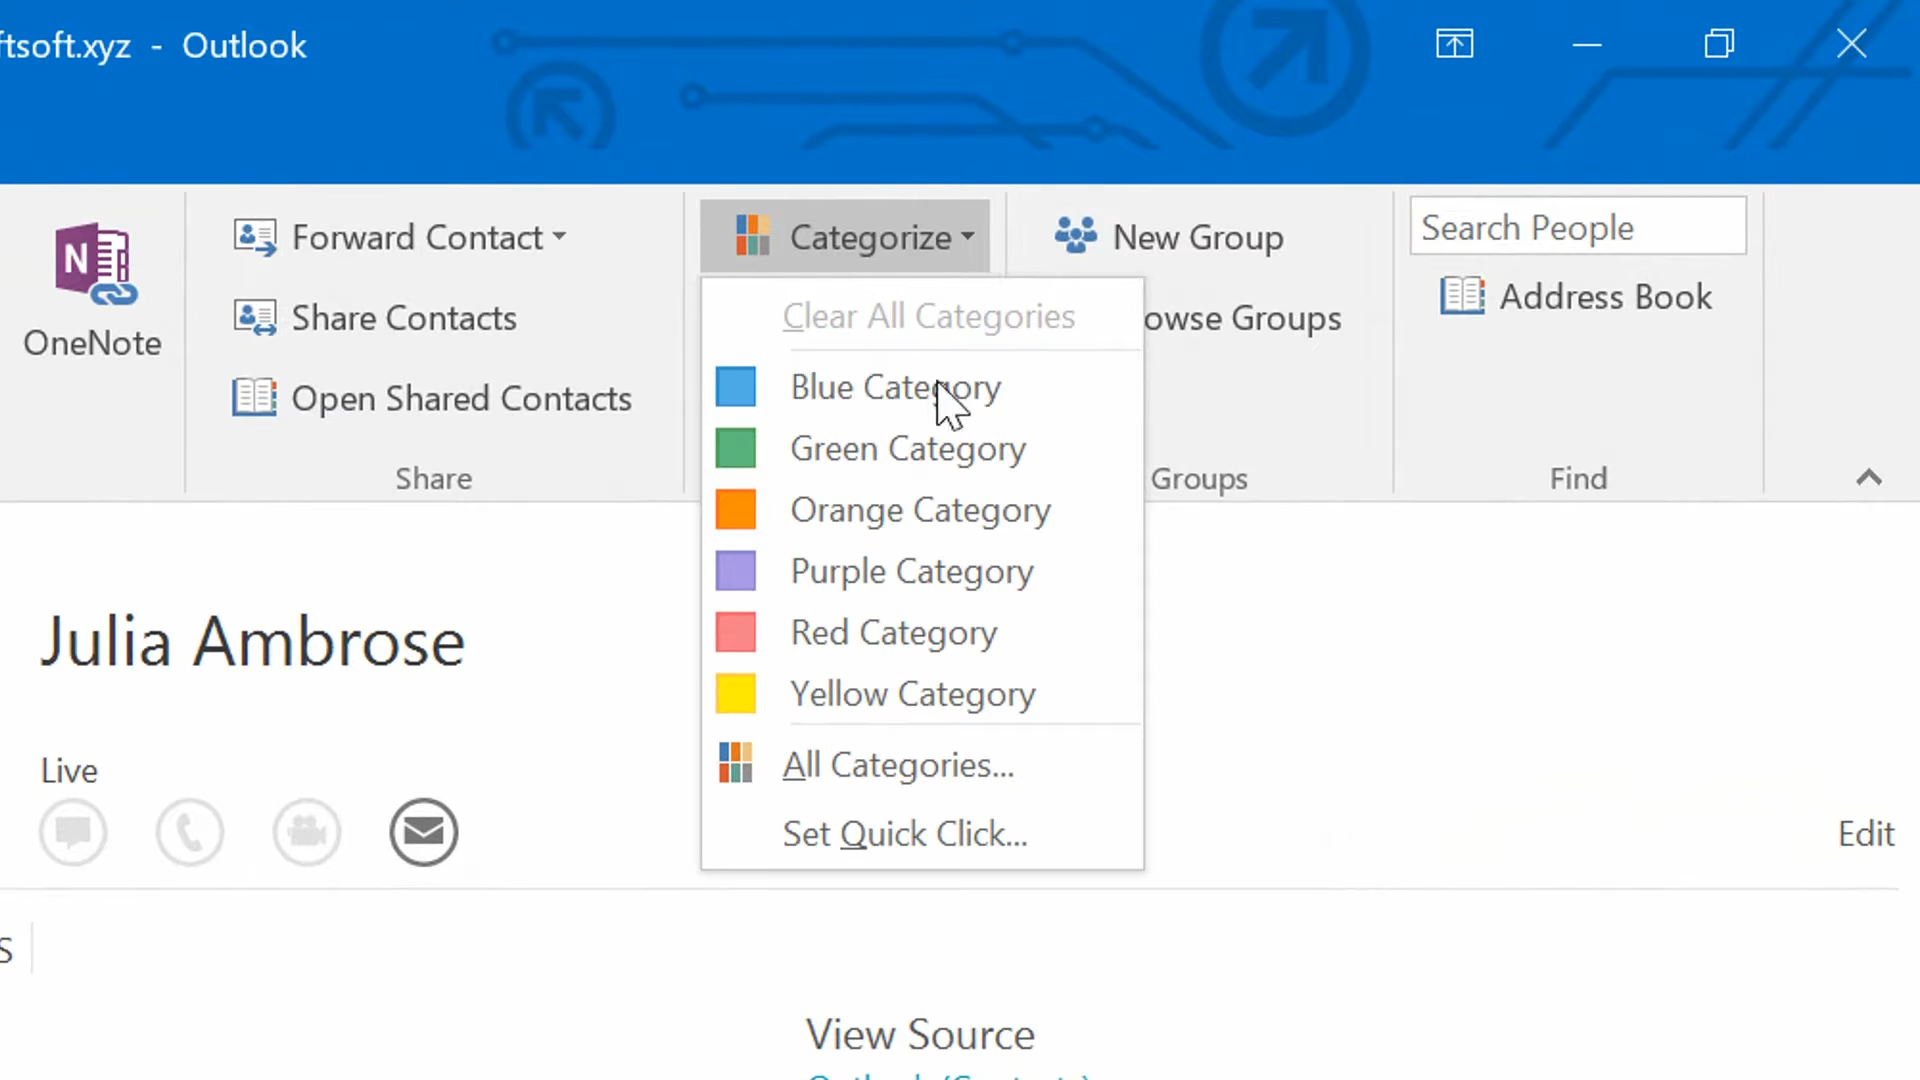 ftsoft.xyz - Outlook
Forward Contact
Categorize
New Group
Search People
OneNote
Share Contacts
Clear All Categories
owse Groups
Address Book
Open Shared Contacts
Blue Category
Green Category
Share
Groups
Find
Orange Category
Purple Category
Julia Ambrose
Red Category
Yellow Category
Live
All Categories...
Set Quick Click...
Edit
S
View Source